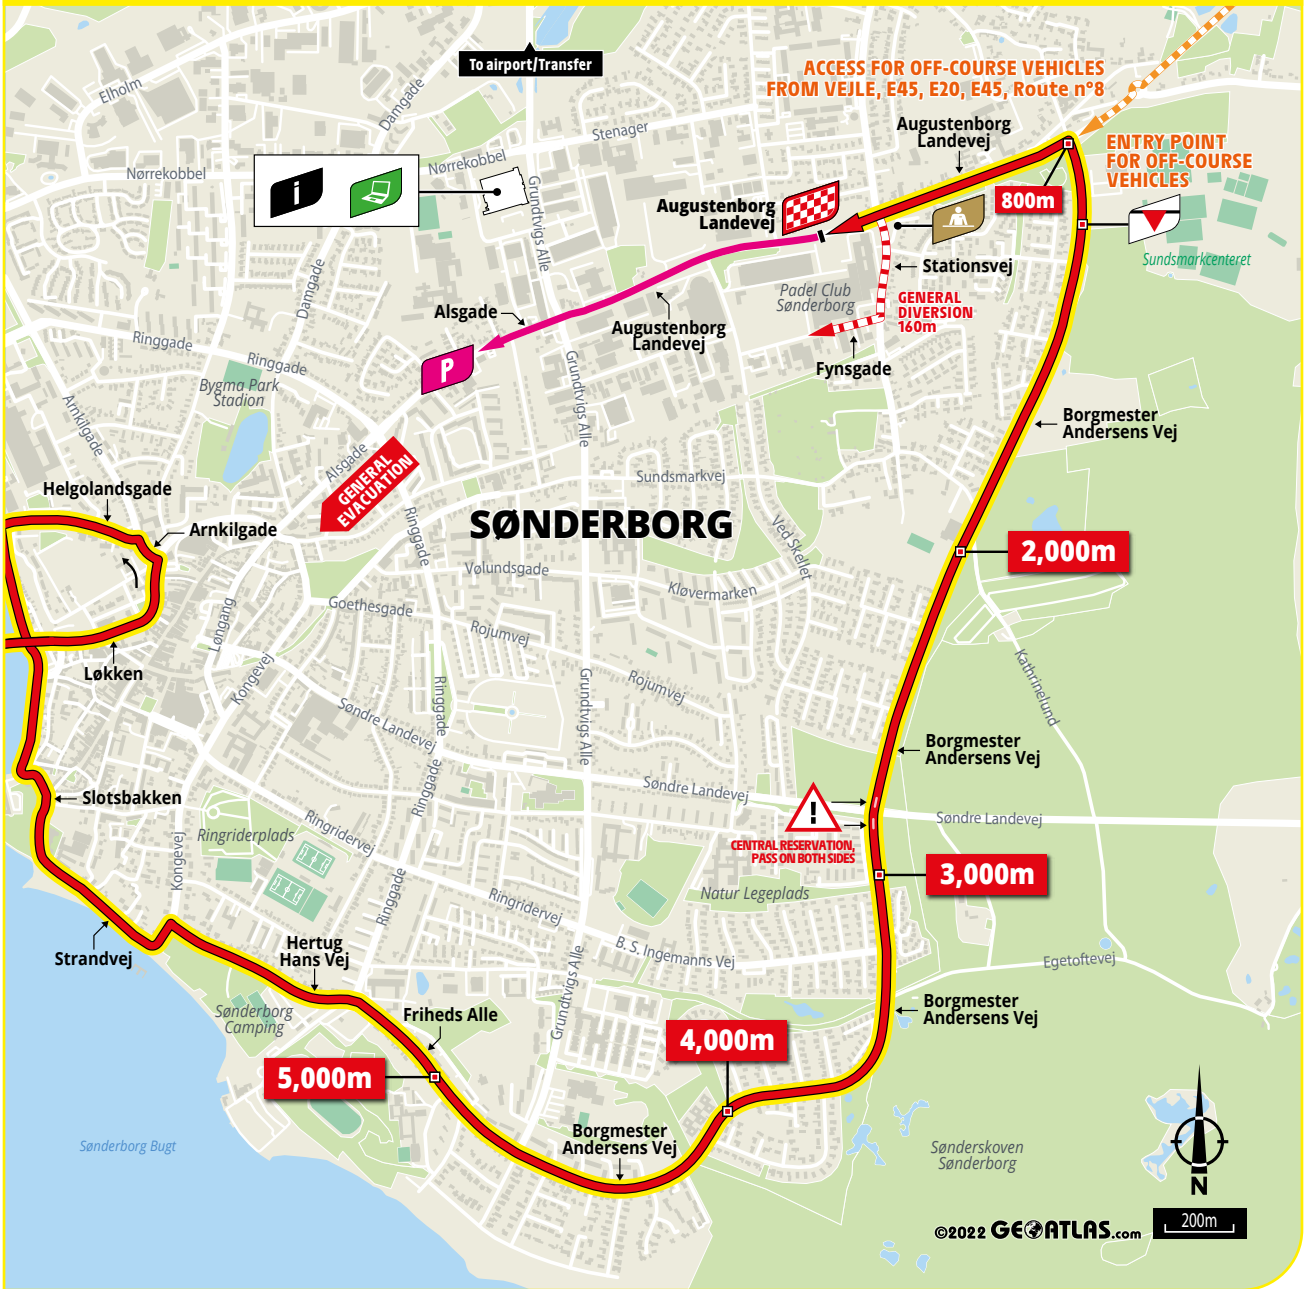 To airport/Transfer
ACCESS FOR OFF-COURSE VEHICLES
FROM VEJLE, E45, E20, E45, Route n°8
Elholm
Damgade
Stenager
Augustenborg
Landevej
ENTRY POINT
FOR OFF-COURSE
VEHICLES
Nørrekobbel
Nørrekobbel
i
Grundtvigs Alle
Augustenborg
Landevej
800m
Stationsvej
Sundsmarkcenteret
Damgade
Padel Club
Sønderborg
GENERAL
DIVERSION
160m
Alsgade
Augustenborg
Landevej
Fynsgade
P
Ringgade
Ringgade
Bygma Park
Stadion
Arnkilgade
Grundtvigs Alle
Borgmester
Andersens Vej
Alsgade
GENERAL
EVACUATION
Sundsmarkvej
Helgolandsgade
Arnkilgade
Ringgade
SØNDERBORG
Ved Skellet
2,000m
Vølundsgade
Kløvermarken
Goethesgade
Løngang
Rojumvej
Kongevej
Løkken
Rojumvej
Kathrinelund
Ringgade
Grundtvigs Alle
Søndre Landevej
Borgmester
Andersens Vej
Slotsbakken
Ringgade
Søndre Landevej
!
Søndre Landevej
Ringriderplads
Ringridervej
Kongevej
CENTRAL RESERVATION,
PASS ON BOTH SIDES
3,000m
Natur Legeplads
Ringgade
Ringridervej
Strandvej
Hertug
Hans Vej
B. S. Ingemanns Vej
Egetoftevej
Grundtvigs Alle
Sønderborg
Camping
Friheds Alle
Borgmester
Andersens Vej
4,000m
5,000m
Sønderborg Bugt
Borgmester
Andersens Vej
Sønderskoven
Sønderborg
N
©2022 GEOATLAS.com
200m